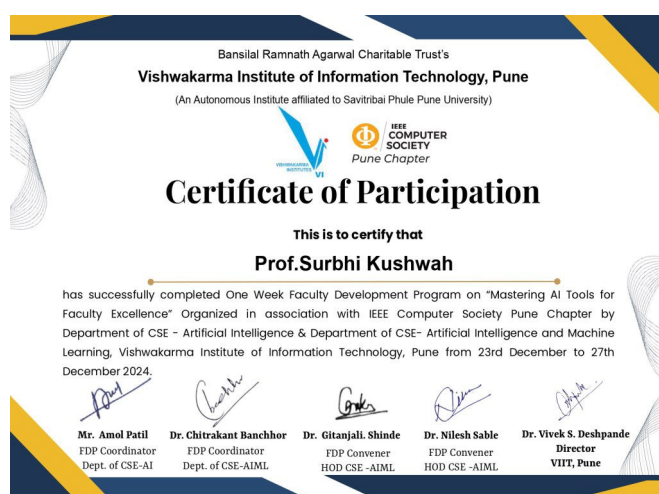 Bansilal Ramnath Agarwal Charitable Trust's
Vishwakarma Institute of Information Technology, Pune
(An Autonomous Institute affiliated to Savitribai Phule Pune University)
VISHWAKARMA
INSTITUTES
VI
IEEE
COMPUTER
SOCIETY
Pune Chapter
Certificate of Participation
This is to certify that
Prof.Surbhi Kushwah
has successfully completed One Week Faculty Development Program on "Mastering AI Tools for
Faculty Excellence" Organized in association with IEEE Computer Society Pune Chapter by
Department of CSE - Artificial Intelligence & Department of CSE- Artificial Intelligence and Machine
Learning, Vishwakarma Institute of Information Technology, Pune from 23rd December to 27th
December 2024.
Mr. Amol Patil
FDP Coordinator
Dept. of CSE-AI
Dr. Chitrakant Banchhor
FDP Coordinator
Dept. of CSE-AIML
Dr. Gitanjali. Shinde
FDP Convener
HOD CSE -AIML
Dr. Nilesh Sable
FDP Convener
HOD CSE -AIML
Dr. Vivek S. Deshpande
Director
VIIT, Pune